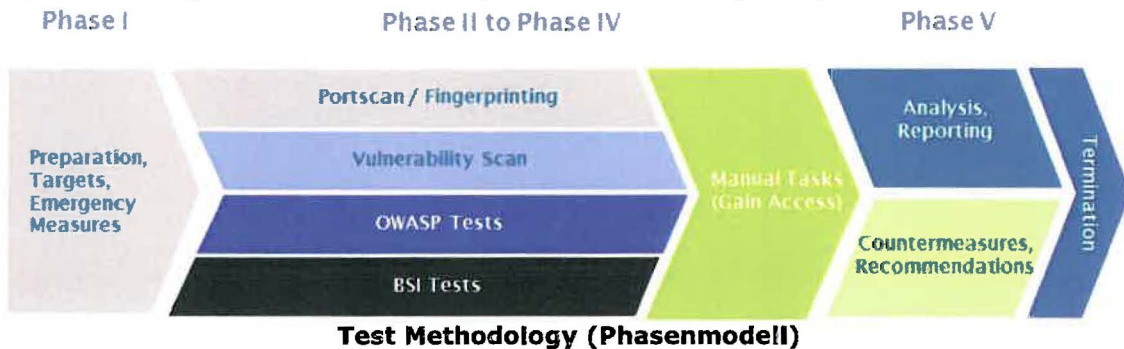 Phase I
Phase II to Phase IV
Phase V
Preparation,
Targets,
Emergency
Measures
Portscan / Fingerprinting
Vulnerability Scan
OWASP Tests
BSI Tests
Manual Tasks
(Gain Access)
Analysis,
Reporting
Countermeasures,
Recommendations
Termination
Test Methodology (Phasenmodell)